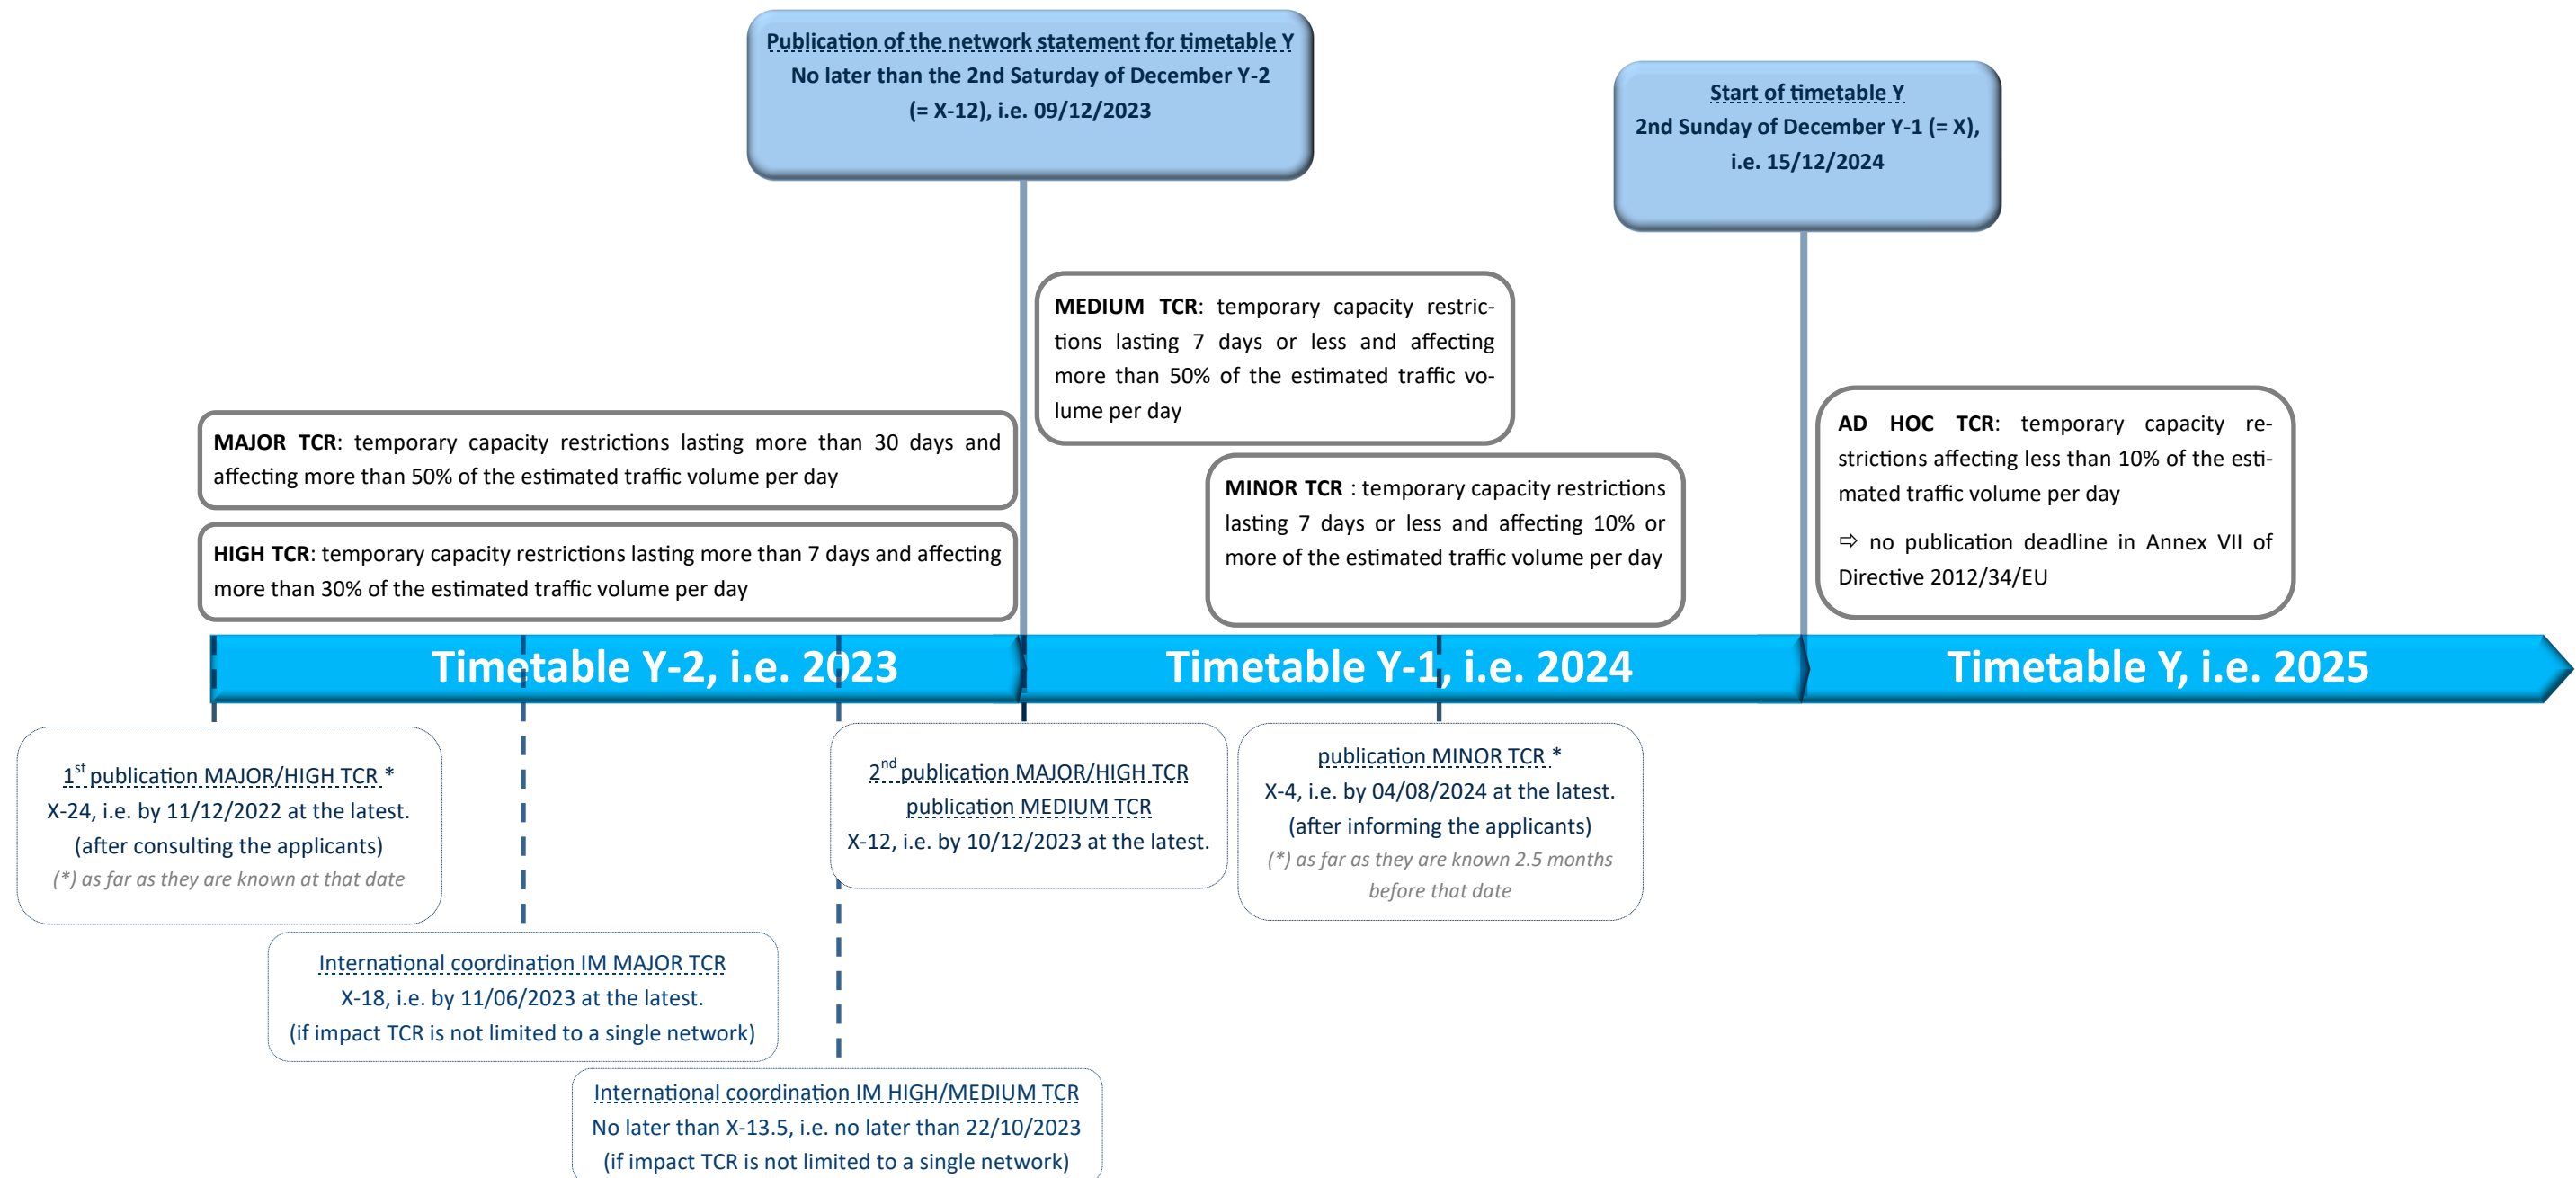 Publication of the network statement for timetable Y
No later than the 2nd Saturday of December Y-2
(= X-12), i.e. 09/12/2023
Start of timetable Y
2nd Sunday of December Y-1 (= X),
i.e. 15/12/2024
MEDIUM TCR: temporary capacity restric-
tions lasting 7 days or less and affecting
more than 50% of the estimated traffic vo-
lume per day
MAJOR TCR: temporary capacity restrictions lasting more than 30 days and
affecting more than 50% of the estimated traffic volume per day
HIGH TCR: temporary capacity restrictions lasting more than 7 days and affecting
more than 30% of the estimated traffic volume per day
MINOR TCR : temporary capacity restrictions
lasting 7 days or less and affecting 10% or
more of the estimated traffic volume per day
AD HOC TCR: temporary capacity re-
strictions affecting less than 10% of the esti-
mated traffic volume per day
⇨ no publication deadline in Annex VII of
Directive 2012/34/EU
Timetable Y-2, i.e. 2023
Timetable Y-1, i.e. 2024
Timetable Y, i.e. 2025
1st publication MAJOR/HIGH TCR *
X-24, i.e. by 11/12/2022 at the latest.
(after consulting the applicants)
(*) as far as they are known at that date
2nd publication MAJOR/HIGH TCR
publication MEDIUM TCR
X-12, i.e. by 10/12/2023 at the latest.
publication MINOR TCR *
X-4, i.e. by 04/08/2024 at the latest.
(after informing the applicants)
(*) as far as they are known 2.5 months
before that date
International coordination IM MAJOR TCR
X-18, i.e. by 11/06/2023 at the latest.
(if impact TCR is not limited to a single network)
International coordination IM HIGH/MEDIUM TCR
No later than X-13.5, i.e. no later than 22/10/2023
(if impact TCR is not limited to a single network)